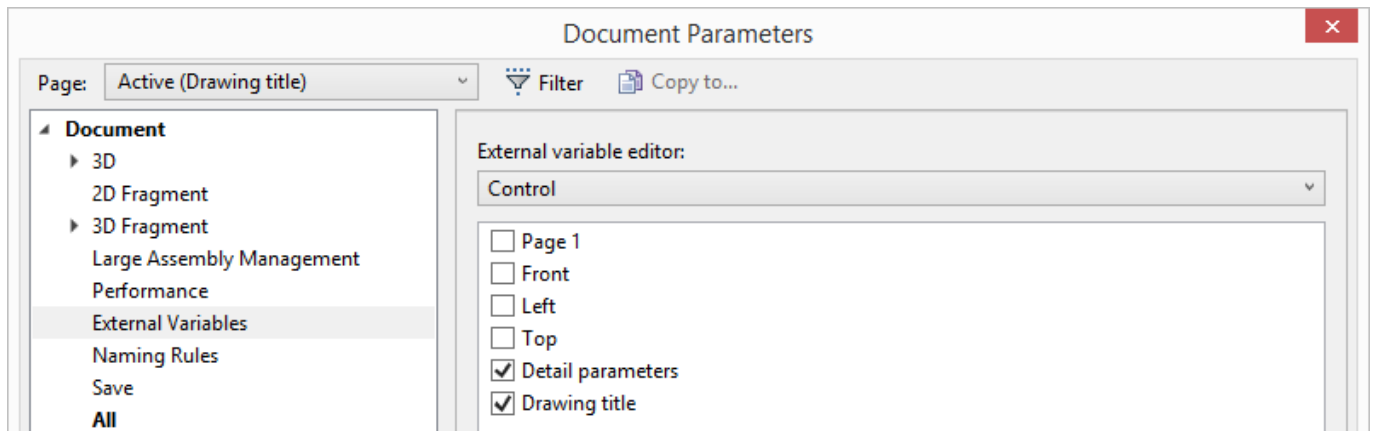 Document Parameters
Page: Active (Drawing title) Filter Copy to...
Document
3D
2D Fragment
3D Fragment
Large Assembly Management
Performance
External Variables
Naming Rules
Save
All
External variable editor:
Control
Page 1
Front
Left
Top
Detail parameters
Drawing title